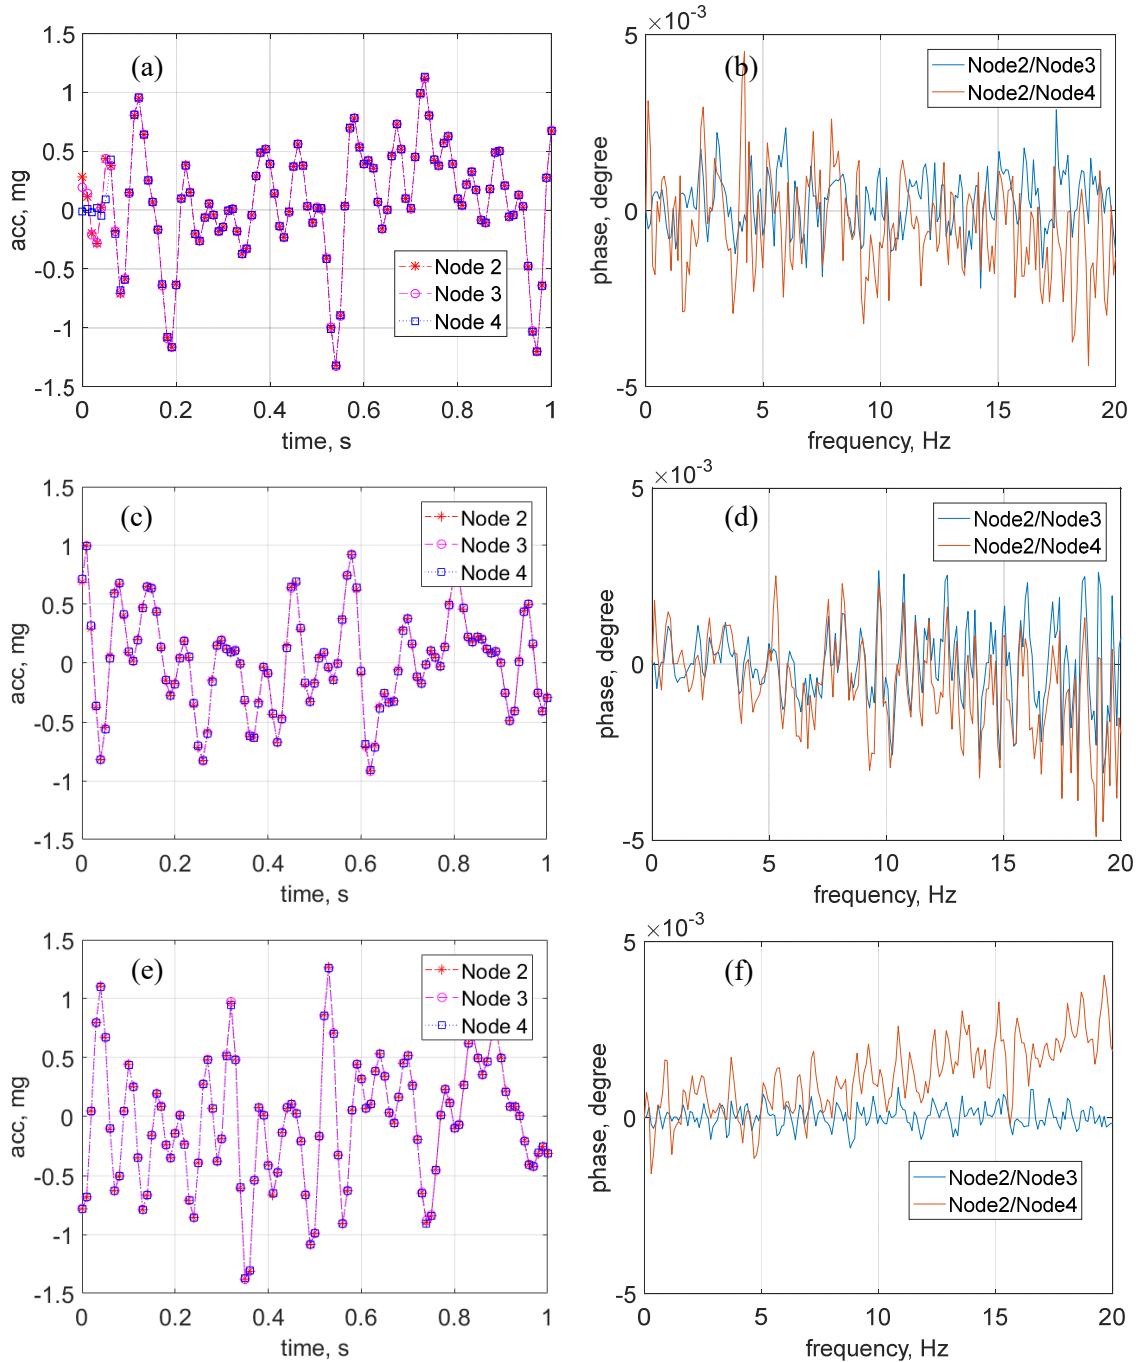 (a)
1.5
1
0.5
0
-0.5
-1
-1.5
acc, mg
Node 2
Node 3
Node 4
0 0.2 0.4 0.6 0.8 1
time, s
(b)
×10-3
5
0
-5
phase, degree
Node2/Node3
Node2/Node4
0 5 10 15 20
frequency, Hz
(c)
1.5
1
0.5
0
-0.5
-1
-1.5
acc, mg
Node 2
Node 3
Node 4
0 0.2 0.4 0.6 0.8 1
time, s
(d)
×10-3
5
0
-5
phase, degree
Node2/Node3
Node2/Node4
0 5 10 15 20
frequency, Hz
(e)
1.5
1
0.5
0
-0.5
-1
-1.5
acc, mg
Node 2
Node 3
Node 4
0 0.2 0.4 0.6 0.8 1
time, s
(f)
×10-3
5
0
-5
phase, degree
Node2/Node3
Node2/Node4
0 5 10 15 20
frequency, Hz